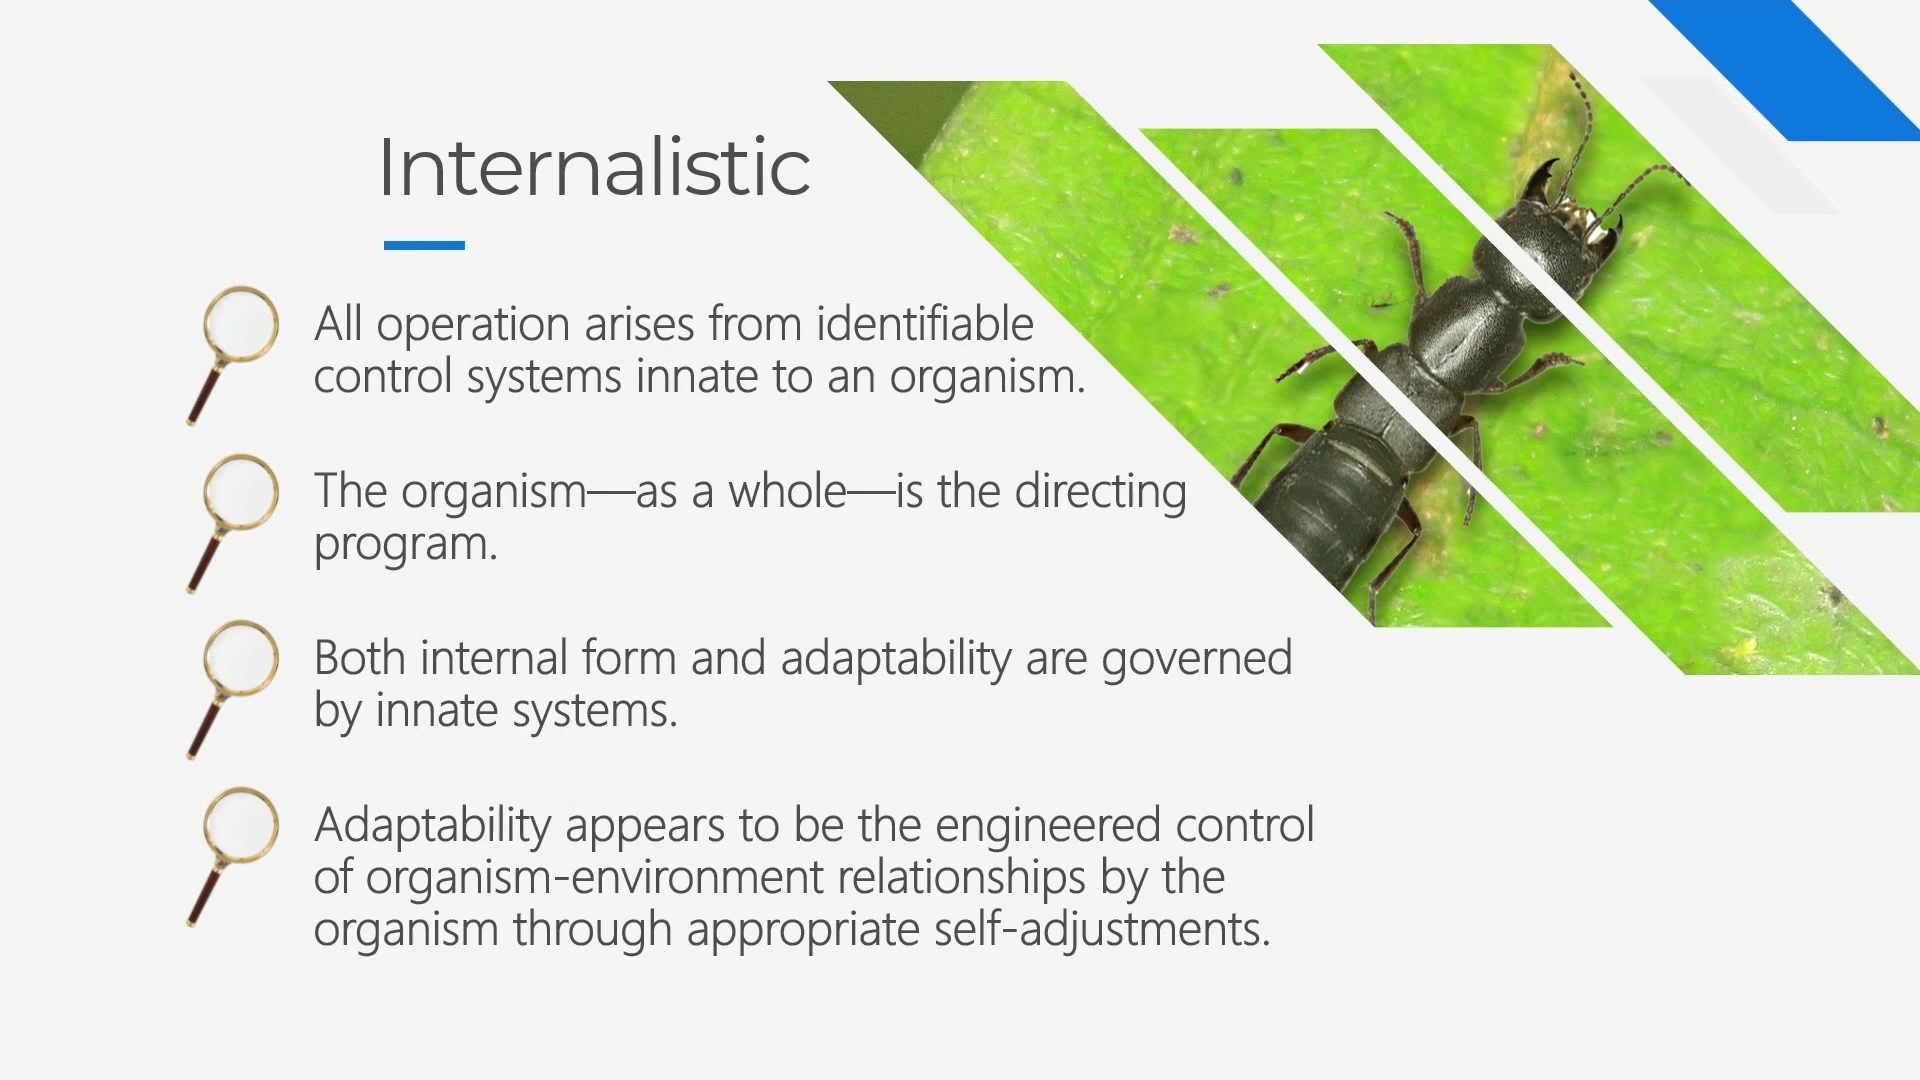 Internalistic
All operation arises from identifiable
control systems innate to an organism.
The organism—as a whole—is the directing
program.
Both internal form and adaptability are governed
by innate systems.
Adaptability appears to be the engineered control
of organism-environment relationships by the
organism through appropriate self-adjustments.